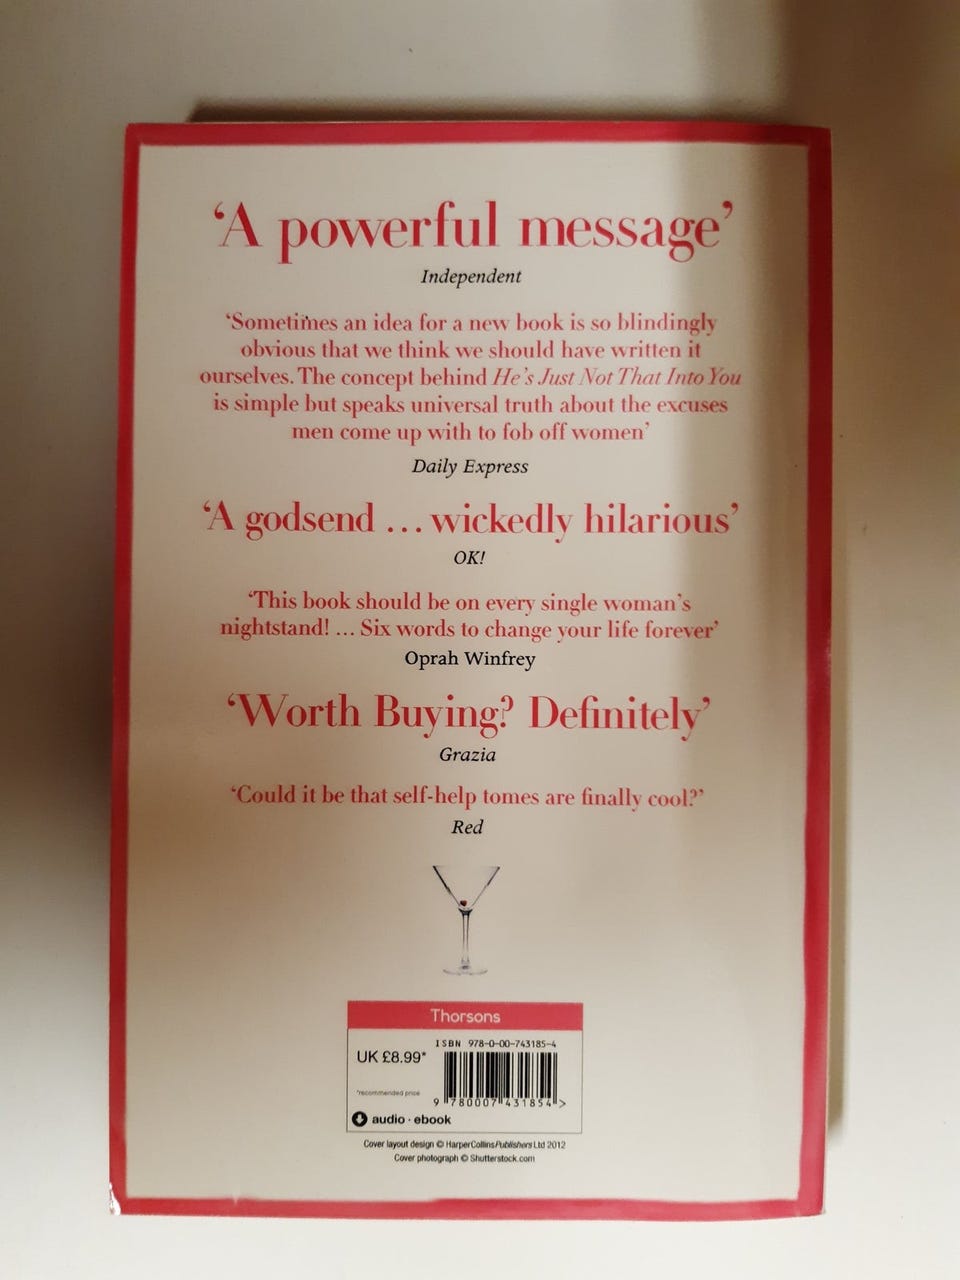 ‘A powerful message’
Independent
‘Sometimes an idea for a new book is so blindingly
obvious that we think we should have written it
ourselves. The concept behind He’s Just Not That Into You
is simple but speaks universal truth about the excuses
men come up with to fob off women’
Daily Express
‘A godsend ... wickedly hilarious’
OK!
‘This book should be on every single woman’s
nightstand! ... Six words to change your life forever’
Oprah Winfrey
‘Worth Buying? Definitely’
Grazia
‘Could it be that self-help tomes are finally cool?’
Red
Thorsons
ISBN 978-0-00-743185-4
UK £8.99*
*recommended price
9 780007 431854 >
audio · ebook
Cover layout design © HarperCollinsPublishers Ltd 2012
Cover photograph © Shutterstock.com